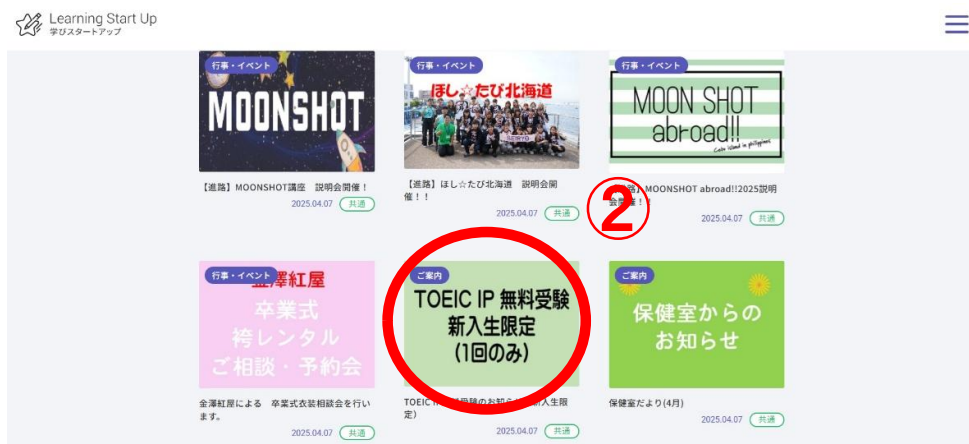 Learning Start Up
学びスタートアップ
行事・イベント
MOONSHOT
【進路】MOONSHOT講座 説明会開催！
2025.04.07 共通
行事・イベント
ほし☆たび北海道
SEIRYO
【進路】ほし☆たび北海道 説明会開
催！！
2025.04.07 共通
行事・イベント
MOON SHOT
abroad!!
Cebu Island in philippines
MOONSHOT abroad!!2025説明
②
2025.04.07 共通
行事・イベント
金澤紅屋
卒業式
袴レンタル
ご相談・予約会
金澤紅屋による 卒業式衣装相談会を行い
ます。
2025.04.07 共通
ご案内
TOEIC IP 無料受験
新入生限定
(1回のみ)
定）
2025.04.07 共通
ご案内
保健室からの
お知らせ
保健室だより(4月)
2025.04.07 共通